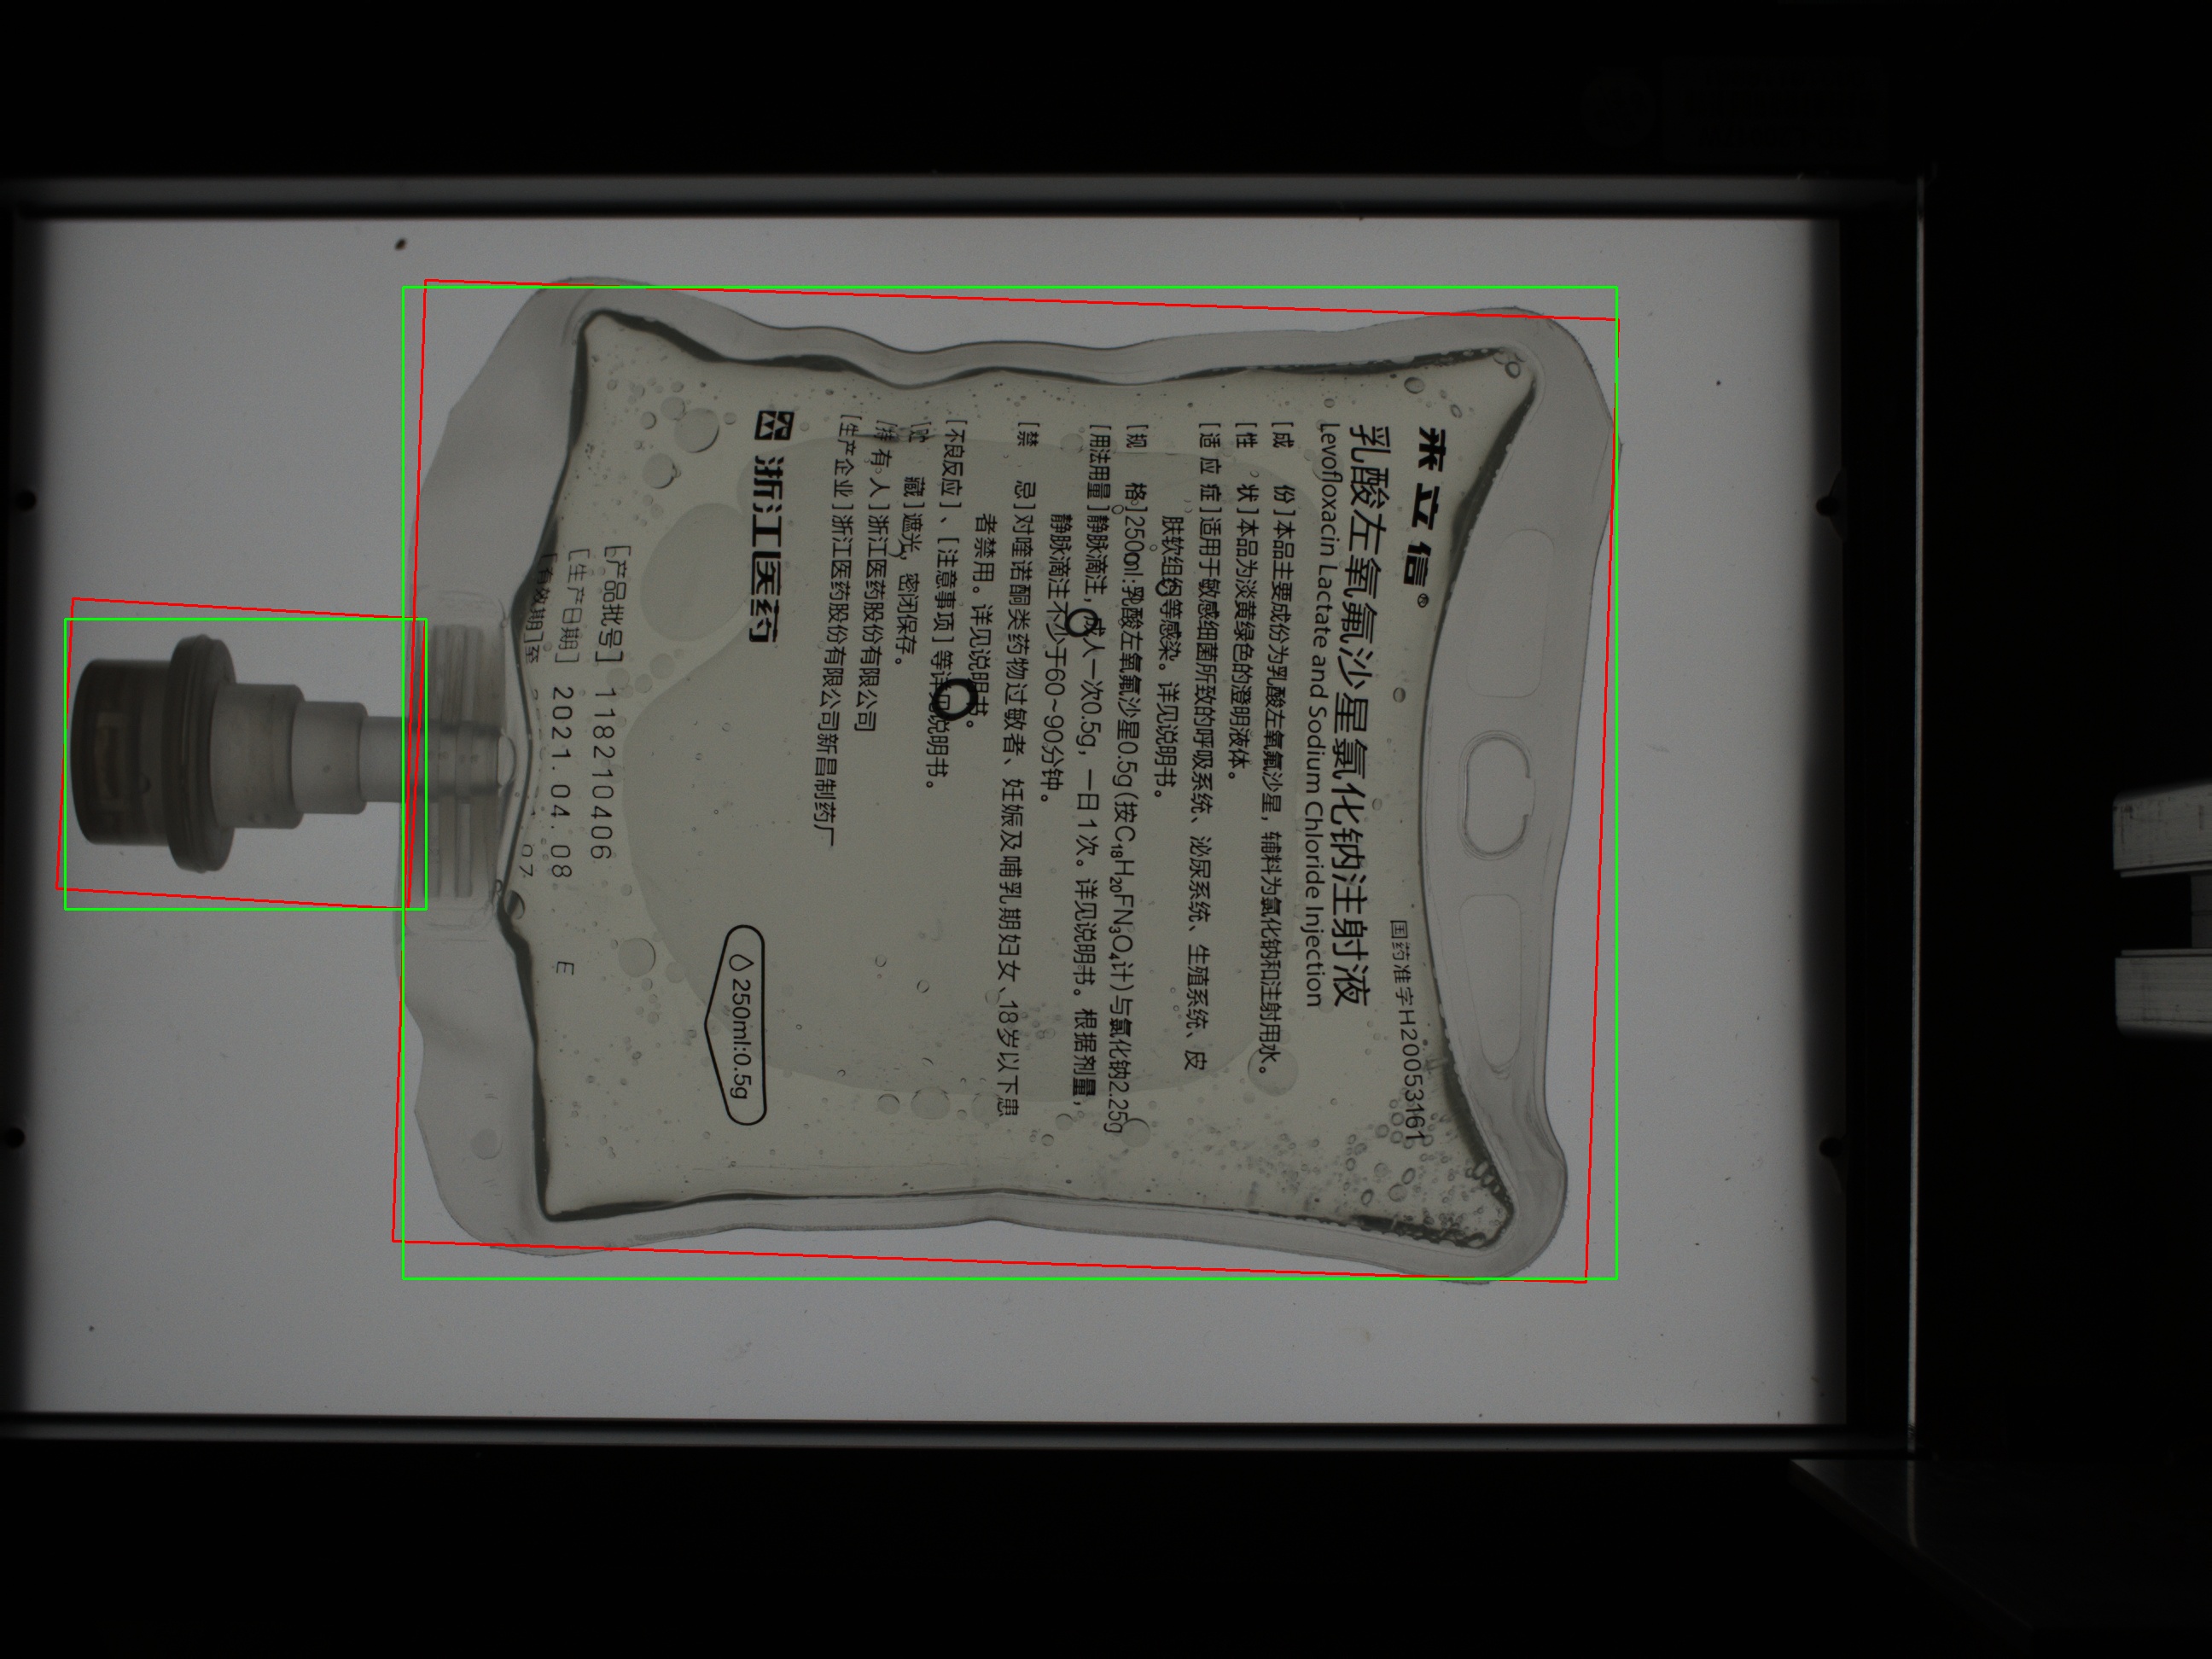 来立信®
乳酸左氧氟沙星氯化钠注射液
Levofloxacin Lactate and Sodium Chloride Injection
国药准字H20053161
[成 份]本品主要成份为乳酸左氧氟沙星,辅料为氯化钠和注射用水。
[性 状]本品为淡黄绿色的澄明液体。
[适 应 症]适用于敏感细菌所致的呼吸系统、泌尿系统、生殖系统、皮
肤软组织等感染。详见说明书。
[规 格]250ml:乳酸左氧氟沙星0.5g(按C₁₈H₂₀FN₃O₄计)与氯化钠2.25g
[用法用量]静脉滴注,成人一次0.5g,一日1次。详见说明书。根据剂量,
静脉滴注不少于60~90分钟。
[禁 忌]对喹诺酮类药物过敏者、妊娠及哺乳期妇女、18岁以下患
者禁用。详见说明书。
[不良反应]、[注意事项]等详见说明书。
[处 藏]遮光,密闭保存。
[持 有 人]浙江医药股份有限公司
[生产企业]浙江医药股份有限公司新昌制药厂
浙江医药
250ml:0.5g
[产品批号] 118210406
[生产日期] 2021.04.08 E
[有效期]至